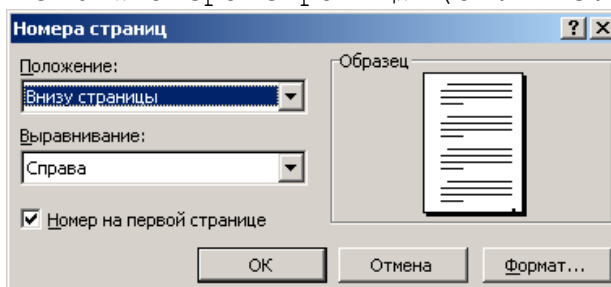 Номера страниц
Положение:
Внизу страницы
Выравнивание:
Справа
Номер на первой странице
Образец
ОК
Отмена
Формат...